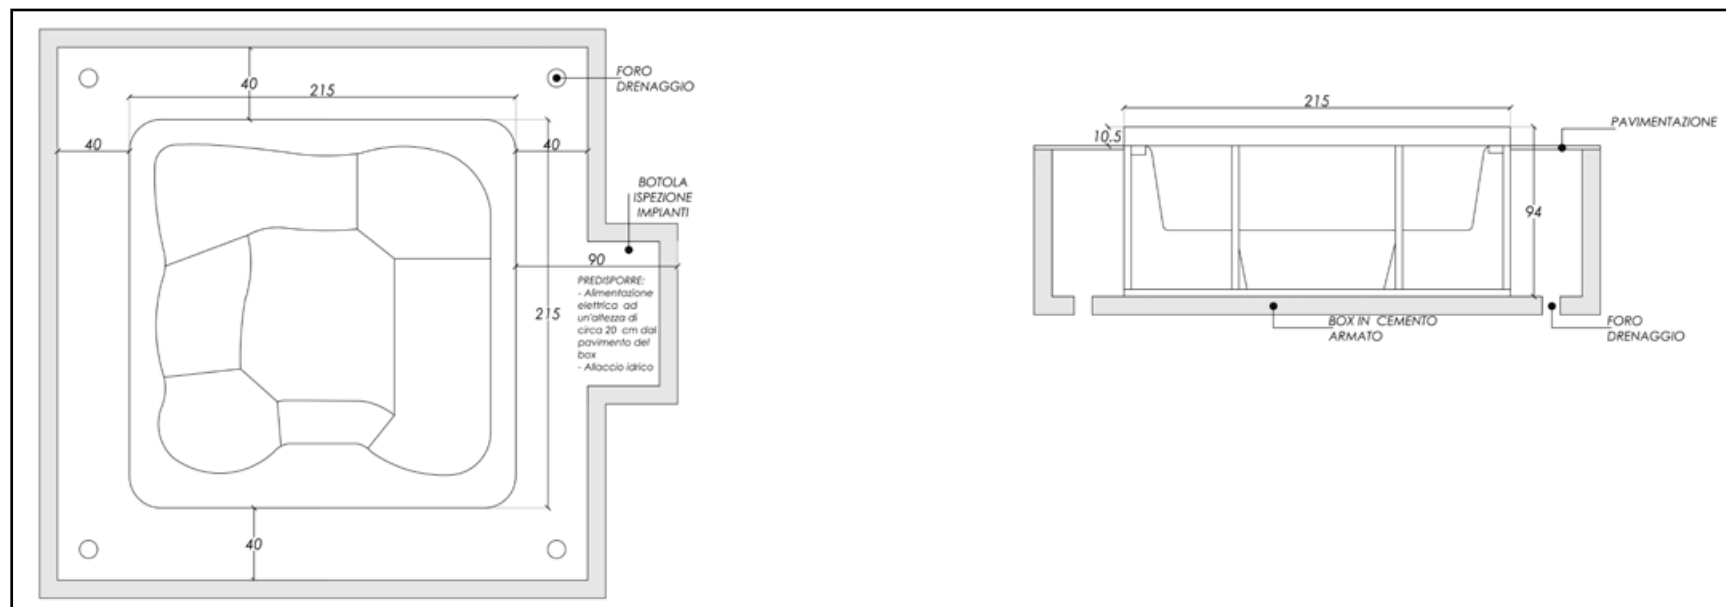 40
215
FORO
DRENAGGIO
40
40
BOTOLA
ISPEZIONE
IMPIANTI
90
PREDISPORRE:
- Alimentazione
elettrica ad
un'altezza di
circa 20 cm dal
pavimento del
box
- Allaccio idrico
215
40
215
10.5
PAVIMENTAZIONE
94
BOX IN CEMENTO
ARMATO
FORO
DRENAGGIO